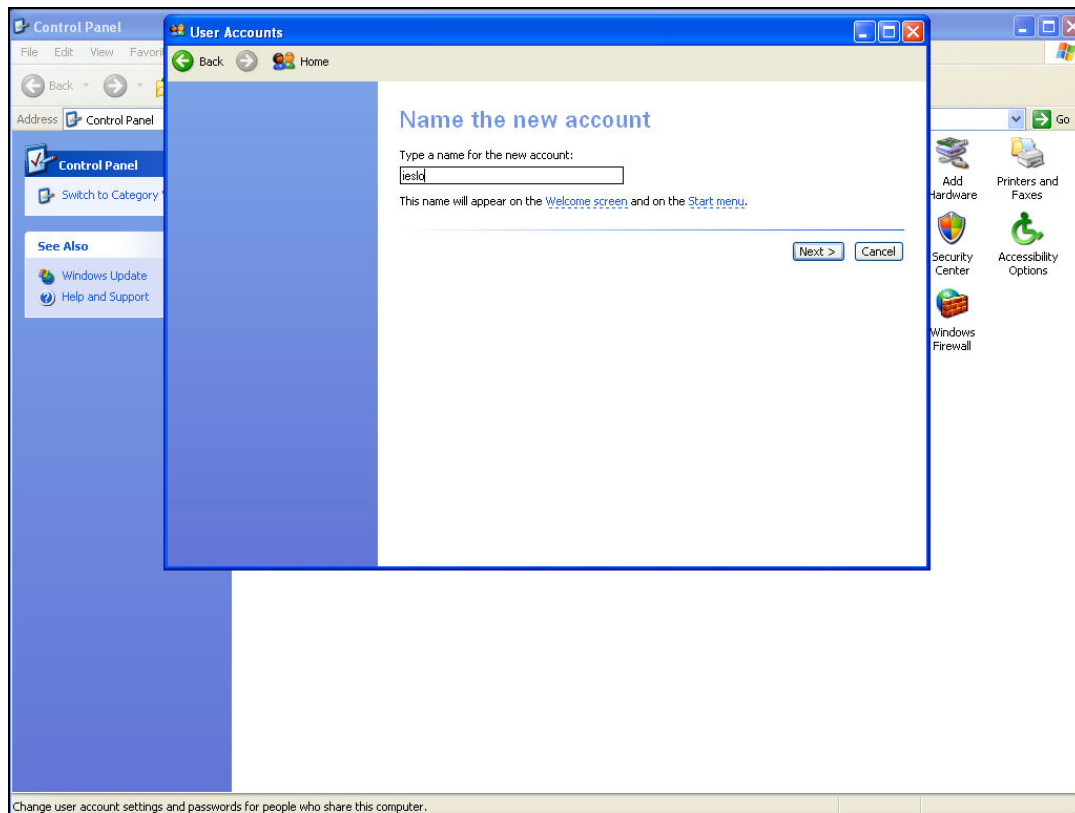 Control Panel
User Accounts
File Edit View
Back
Back Home
Address Control Panel
Go
Name the new account
Type a name for the new account:
ieslo
This name will appear on the Welcome screen and on the Start menu.
Next > Cancel
Control Panel
Switch to Category
See Also
Windows Update
Help and Support
Add Hardware
Printers and Faxes
Security Center
Accessibility Options
Windows Firewall
Change user account settings and passwords for people who share this computer.